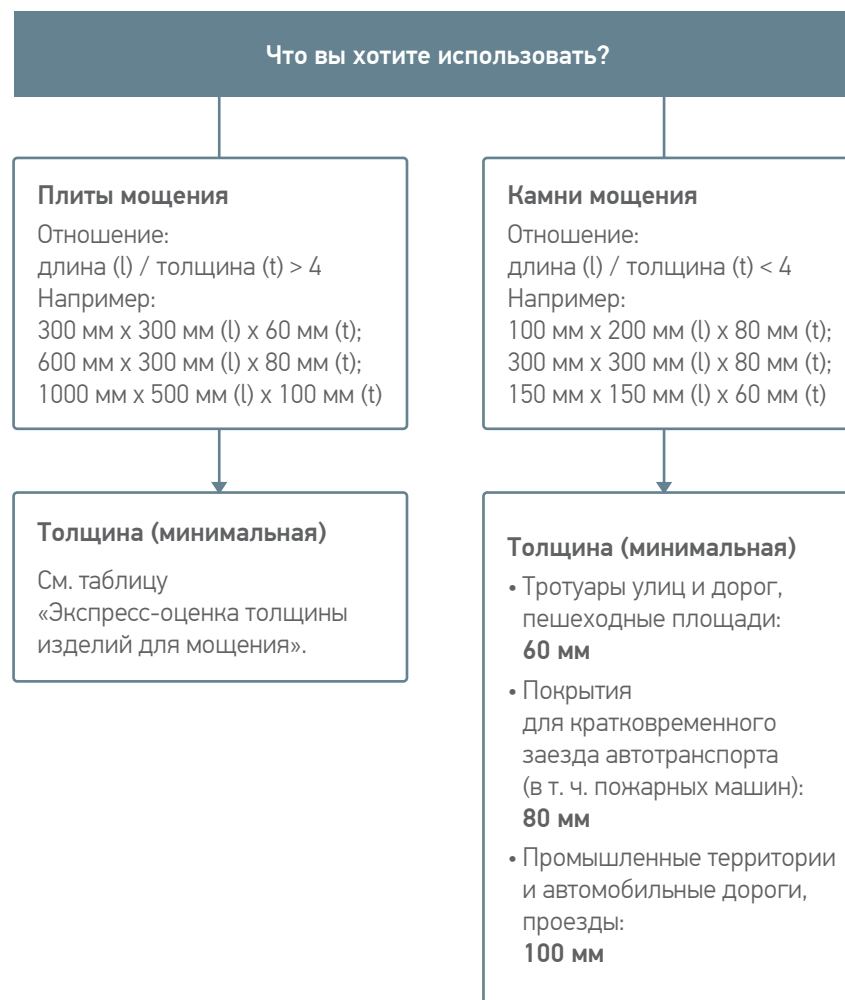 Что вы хотите использовать?
Плиты мощения
Отношение:
длина (l) / толщина (t) > 4
Например:
300 мм x 300 мм (l) x 60 мм (t);
600 мм x 300 мм (l) x 80 мм (t);
1000 мм x 500 мм (l) x 100 мм (t)
Камни мощения
Отношение:
длина (l) / толщина (t) < 4
Например:
100 мм x 200 мм (l) x 80 мм (t);
300 мм x 300 мм (l) x 80 мм (t);
150 мм x 150 мм (l) x 60 мм (t)
Толщина (минимальная)
См. таблицу
«Экспресс-оценка толщины
изделий для мощения».
Толщина (минимальная)
• Тротуары улиц и дорог,
пешеходные площади:
60 мм
• Покрытия
для кратковременного
заезда автотранспорта
(в т. ч. пожарных машин):
80 мм
• Промышленные территории
и автомобильные дороги,
проезды:
100 мм